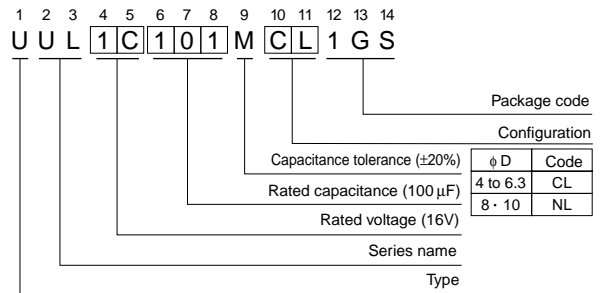 1 2 3 4 5 6 7 8 9 10 11 12 13 14
U U L 1 C 1 0 1 M C L 1 G S
Package code
Configuration
Capacitance tolerance (±20%)
φ D Code
4 to 6.3 CL
Rated capacitance (100 μF)
8 · 10 NL
Rated voltage (16V)
Series name
Type